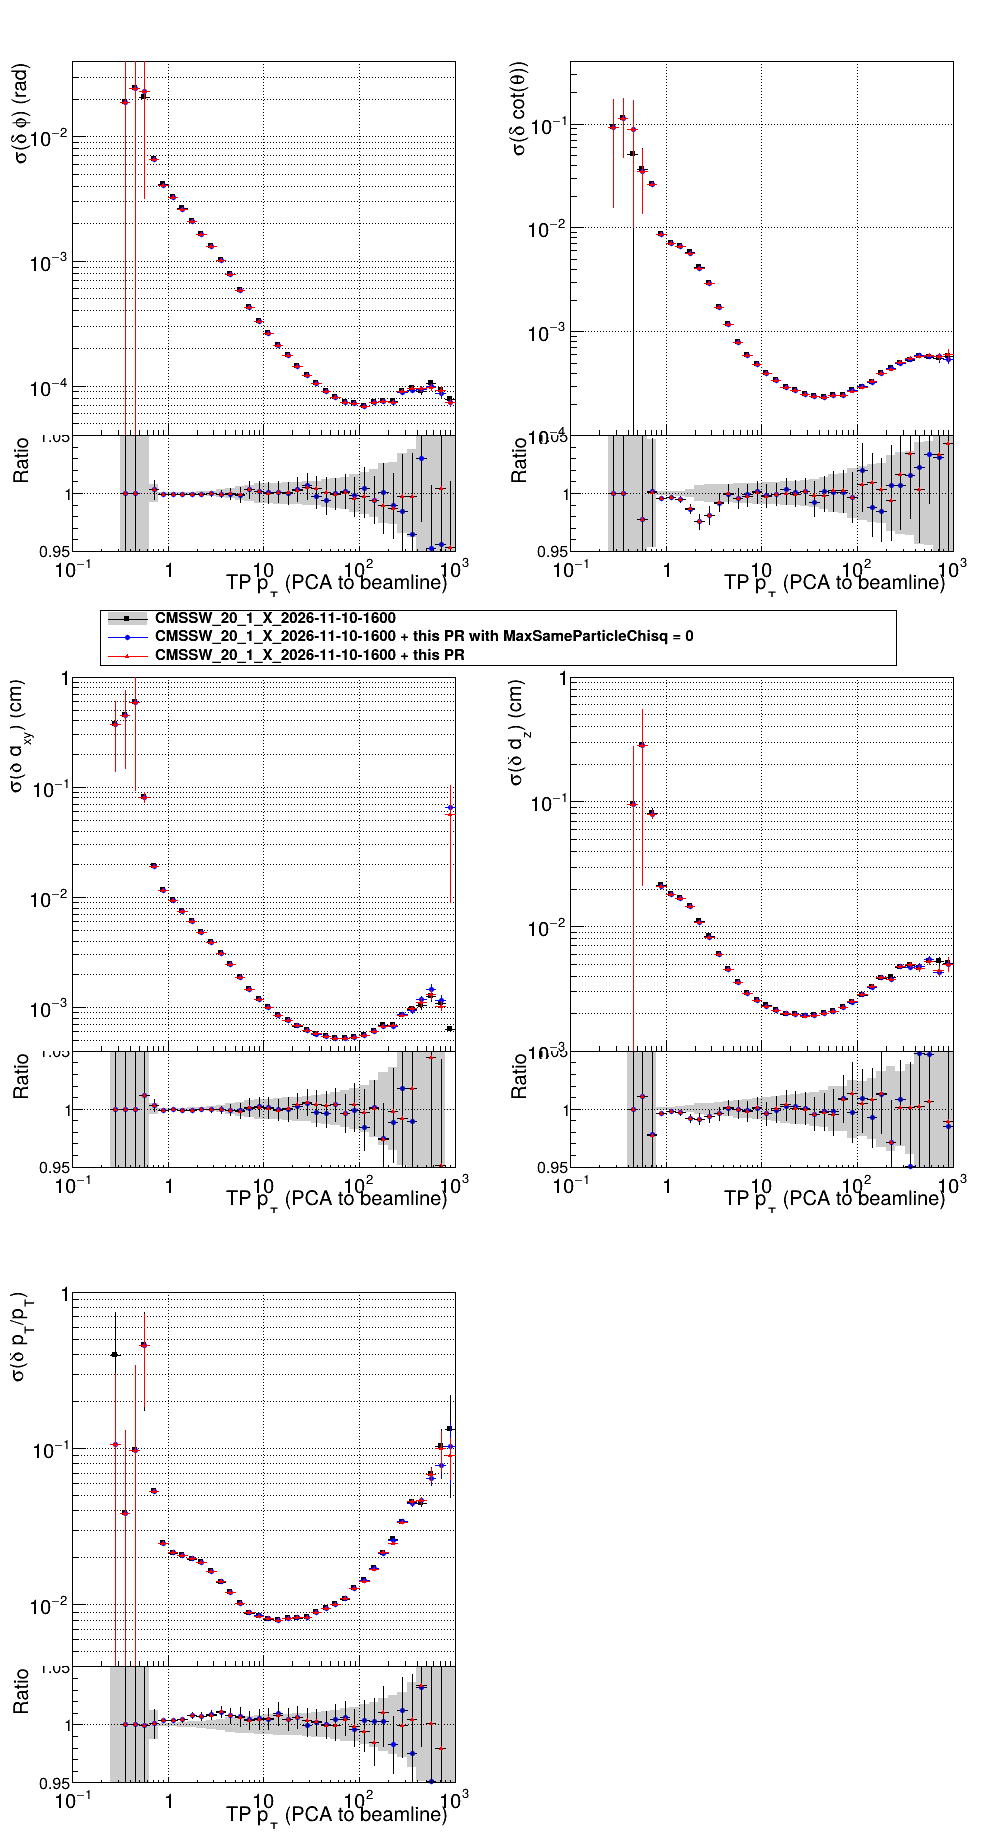 σ(δ φ) (rad)
10⁻²
10⁻³
10⁻⁴
Ratio
1.05
1
0.95
10⁻¹ 1 10 10² 10³
TP p_T (PCA to beamline)
σ(δ cot(θ))
10⁻¹
10⁻²
10⁻³
10⁻⁴
Ratio
1.05
1
0.95
10⁻¹ 1 10 10² 10³
TP p_T (PCA to beamline)
CMSSW_20_1_X_2026-11-10-1600
CMSSW_20_1_X_2026-11-10-1600 + this PR with MaxSameParticleChisq = 0
CMSSW_20_1_X_2026-11-10-1600 + this PR
σ(δ d_xy) (cm)
1
10⁻¹
10⁻²
10⁻³
Ratio
1.05
1
0.95
10⁻¹ 1 10 10² 10³
TP p_T (PCA to beamline)
σ(δ d_z) (cm)
1
10⁻¹
10⁻²
10⁻³
Ratio
1.05
1
0.95
10⁻¹ 1 10 10² 10³
TP p_T (PCA to beamline)
σ(δ p_T/p_T)
1
10⁻¹
10⁻²
Ratio
1.05
1
0.95
10⁻¹ 1 10 10² 10³
TP p_T (PCA to beamline)